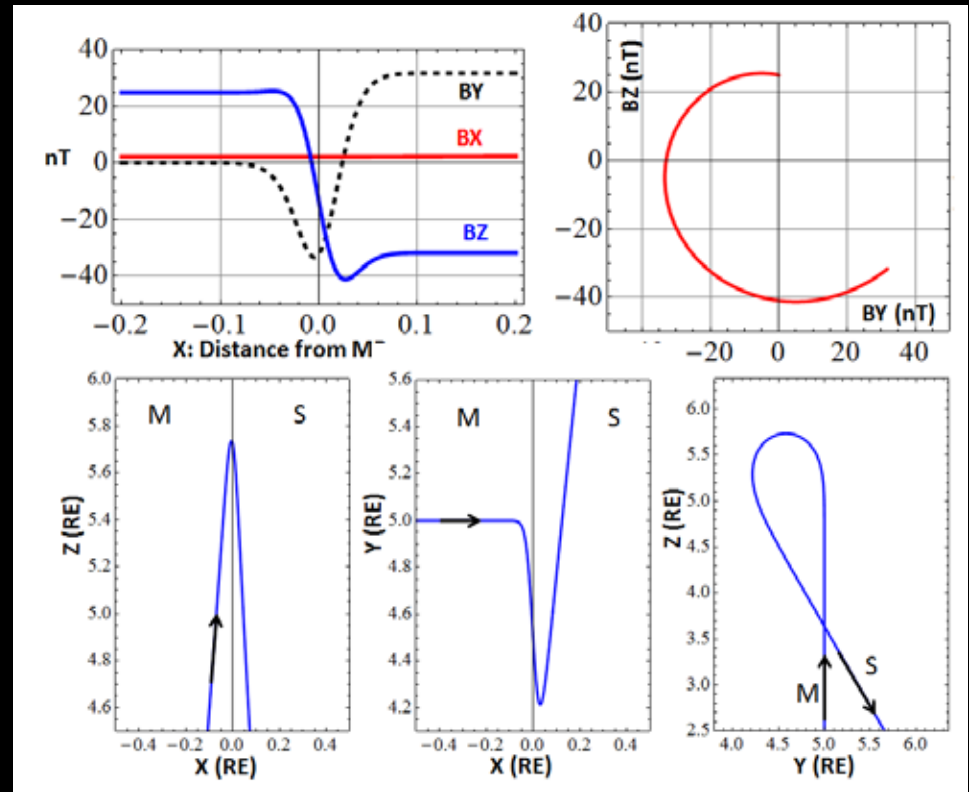 40
20
0
−20
−40
nT
BY
BX
BZ
−0.2 −0.1 0.0 0.1 0.2
X: Distance from M
40
20
0
−20
−40
BZ (nT)
BY (nT)
−20 0 20 40
6.0
5.8
5.6
5.4
5.2
5.0
4.8
4.6
Z (RE)
M S
−0.4 −0.2 0.0 0.2 0.4
X (RE)
5.6
5.4
5.2
5.0
4.8
4.6
4.4
4.2
Y (RE)
M S
−0.4 −0.2 0.0 0.2 0.4
X (RE)
6.0
5.5
5.0
4.5
4.0
3.5
3.0
2.5
Z (RE)
S
M
4.0 4.5 5.0 5.5 6.0
Y (RE)